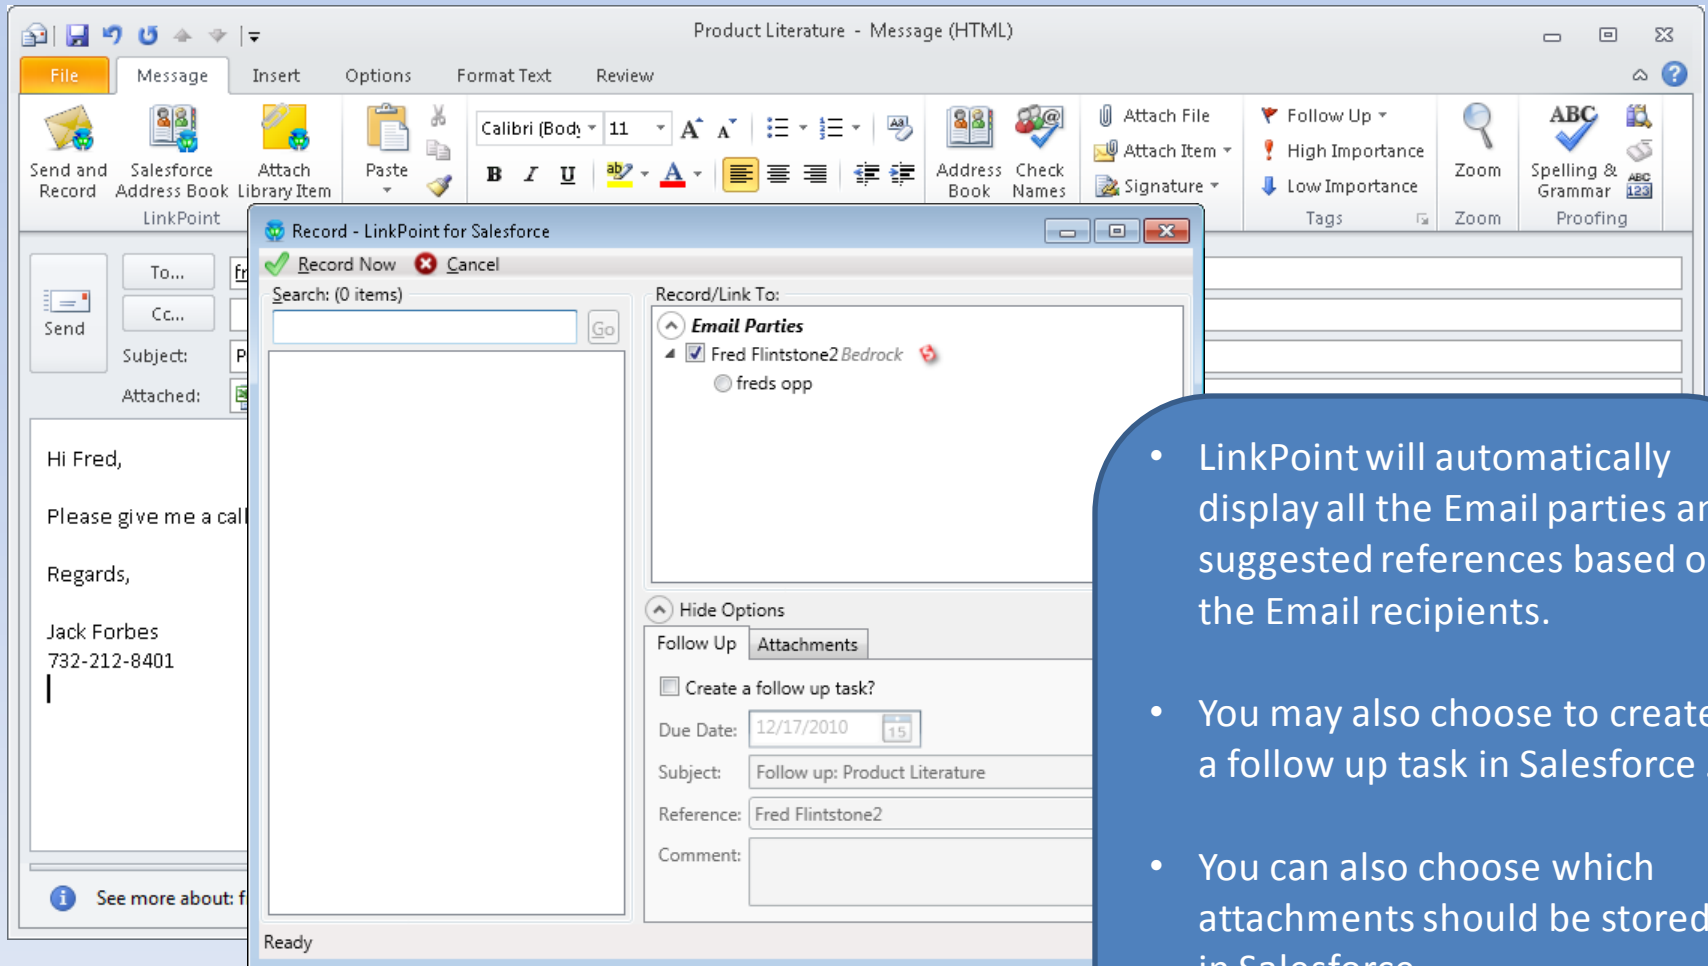 Product Literature - Message (HTML)
File Message Insert Options Format Text Review
Send and Record
Salesforce Address Book
Attach Library Item
LinkPoint
Paste
Calibri (Body 11
B I U
Address Book
Check Names
Attach File
Attach Item
Signature
Follow Up
High Importance
Low Importance
Tags
Zoom
Zoom
ABC
Spelling & Grammar
ABC
123
Proofing
Send
To...
Cc...
Subject:
Attached:
Hi Fred,
Please give me a call
Regards,
Jack Forbes
732-212-8401
See more about: f
Record - LinkPoint for Salesforce
Record Now Cancel
Search: (0 items)
Go
Record/Link To:
Email Parties
Fred Flintstone2 Bedrock
freds opp
Hide Options
Follow Up Attachments
Create a follow up task?
Due Date: 12/17/2010 15
Subject: Follow up: Product Literature
Reference: Fred Flintstone2
Comment:
Ready
• LinkPoint will automatically
display all the Email parties an
suggested references based o
the Email recipients.
• You may also choose to create
a follow up task in Salesforce .
• You can also choose which
attachments should be stored
in Salesforce